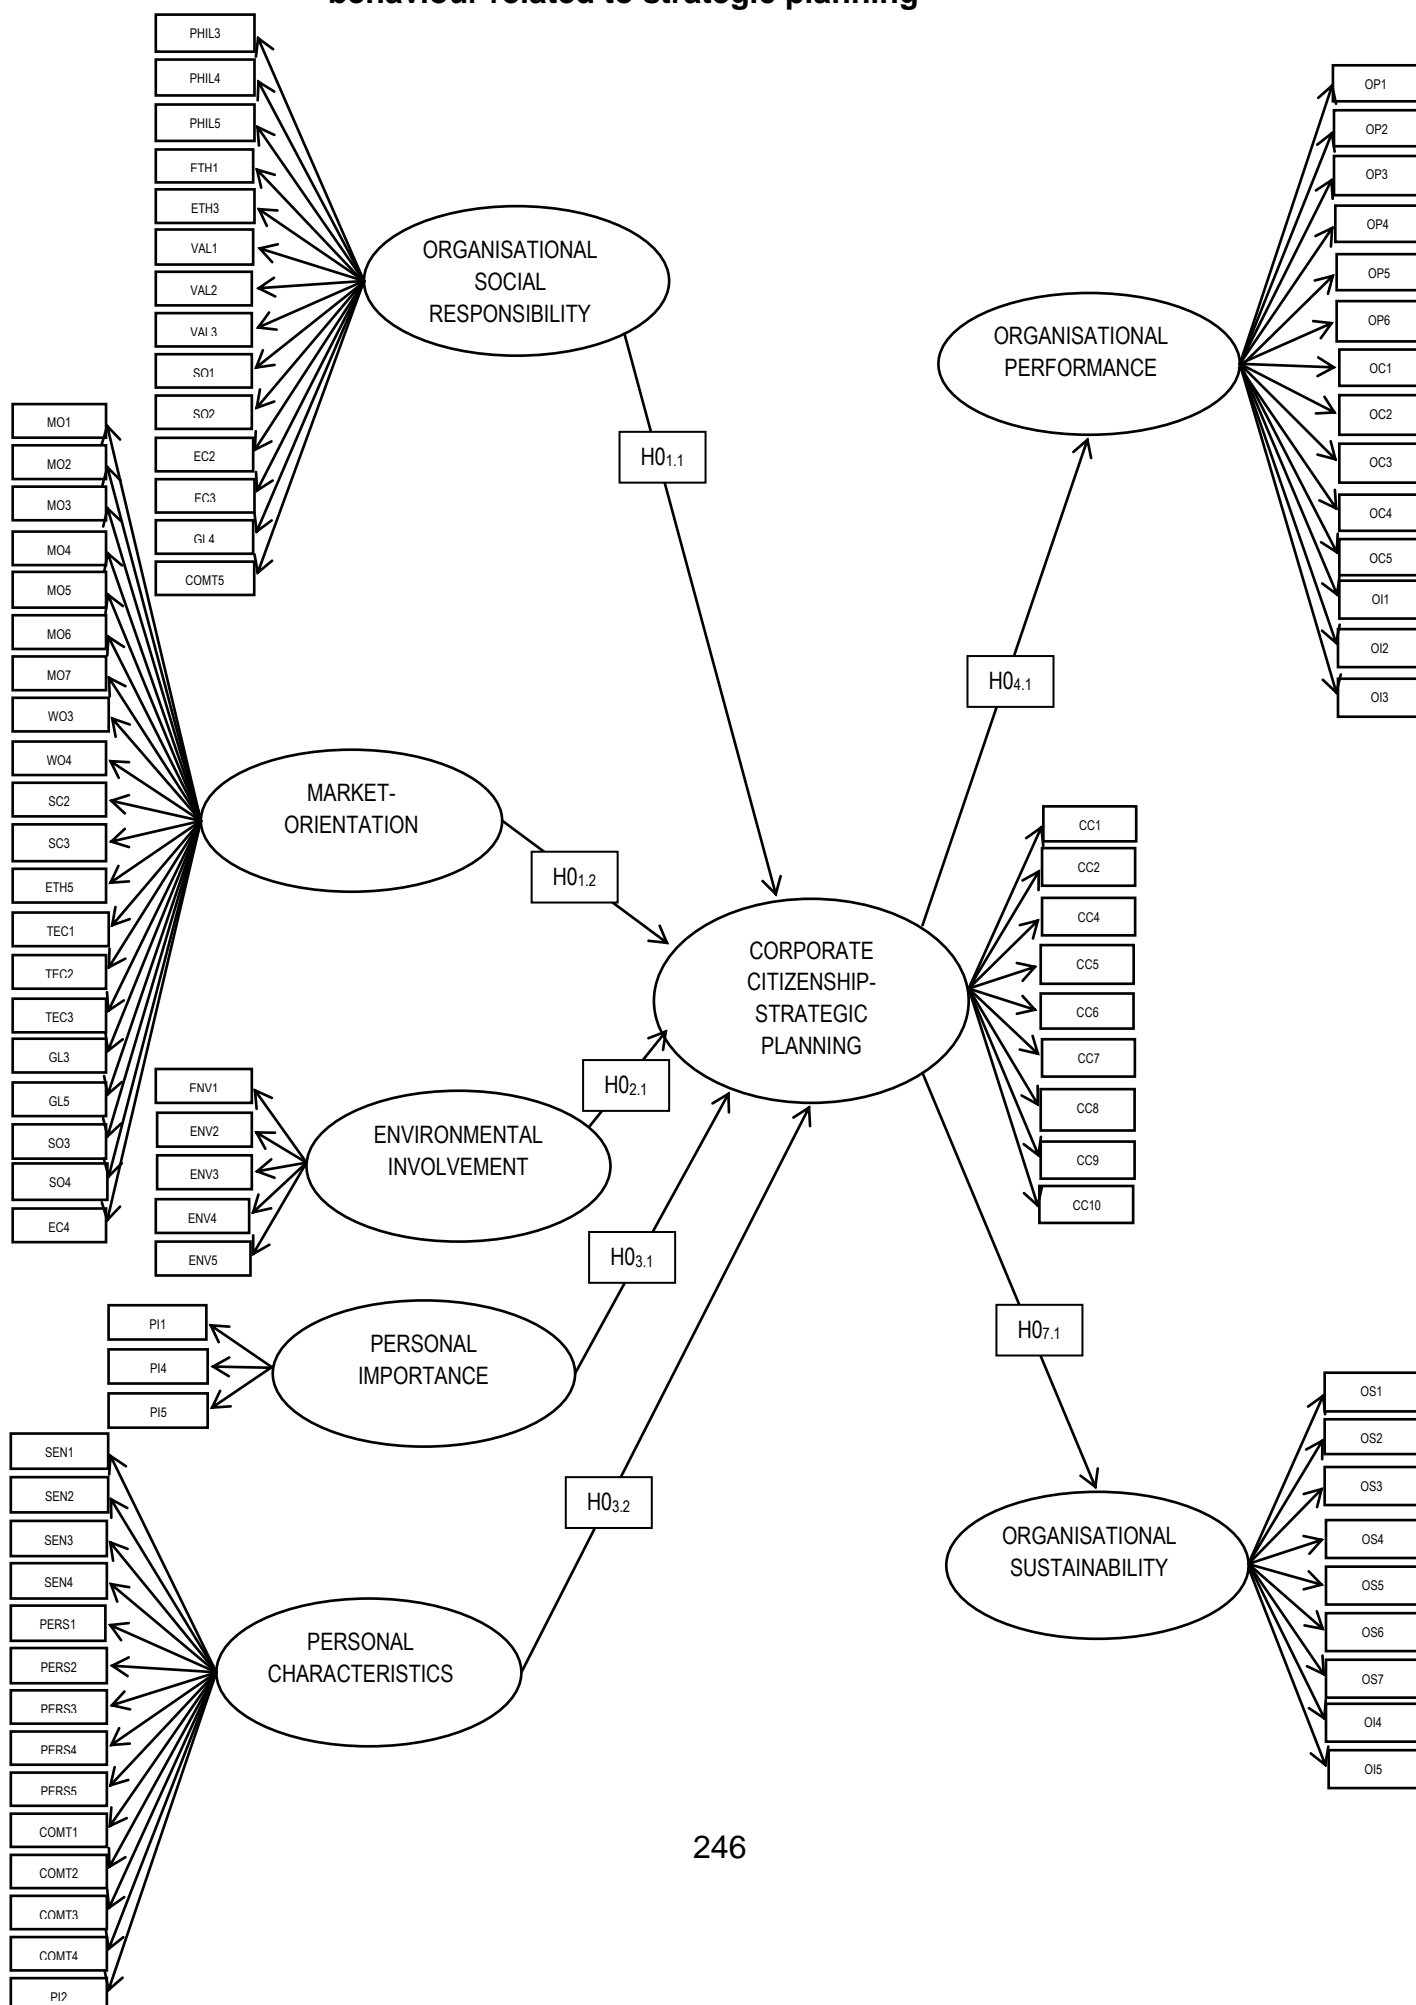 behaviour related to strategic planning
PHIL3
PHIL4
PHIL5
ETH1
ETH3
VAL1
VAL2
VAL3
SO1
SO2
EC2
EC3
GL4
COMT5
ORGANISATIONAL
SOCIAL
RESPONSIBILITY
OP1
OP2
OP3
OP4
OP5
OP6
OC1
OC2
OC3
OC4
OC5
OI1
OI2
OI3
ORGANISATIONAL
PERFORMANCE
H01.1
H04.1
MO1
MO2
MO3
MO4
MO5
MO6
MO7
WO3
WO4
SC2
SC3
ETH5
TEC1
TEC2
TEC3
GL3
GL5
SO3
SO4
EC4
MARKET-
ORIENTATION
H01.2
CORPORATE
CITIZENSHIP-
STRATEGIC
PLANNING
CC1
CC2
CC4
CC5
CC6
CC7
CC8
CC9
CC10
ENV1
ENV2
ENV3
ENV4
ENV5
ENVIRONMENTAL
INVOLVEMENT
H02.1
PI1
PI4
PI5
PERSONAL
IMPORTANCE
H03.1
H07.1
SEN1
SEN2
SEN3
SEN4
PERS1
PERS2
PERS3
PERS4
PERS5
COMT1
COMT2
COMT3
COMT4
PI2
PERSONAL
CHARACTERISTICS
H03.2
ORGANISATIONAL
SUSTAINABILITY
OS1
OS2
OS3
OS4
OS5
OS6
OS7
OI4
OI5
246